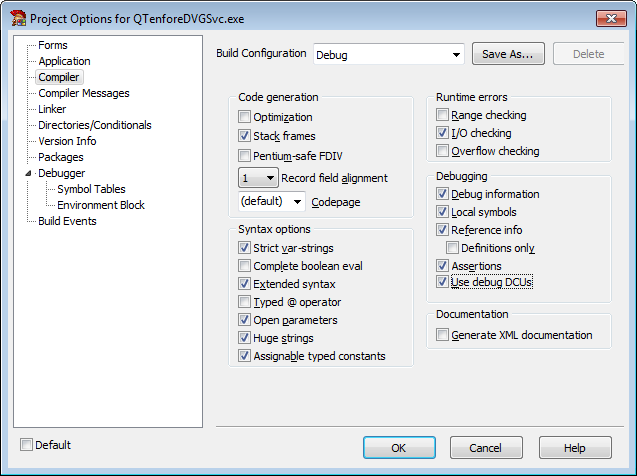 Project Options for QTenforeDVGSvc.exe
Forms
Application
Compiler
Compiler Messages
Linker
Directories/Conditionals
Version Info
Packages
Debugger
Symbol Tables
Environment Block
Build Events
Build Configuration
Debug
Save As...
Delete
Code generation
Optimization
Stack frames
Pentium-safe FDIV
1 Record field alignment
(default) Codepage
Syntax options
Strict var-strings
Complete boolean eval
Extended syntax
Typed @ operator
Open parameters
Huge strings
Assignable typed constants
Runtime errors
Range checking
I/O checking
Overflow checking
Debugging
Debug information
Local symbols
Reference info
Definitions only
Assertions
Use debug DCUs
Documentation
Generate XML documentation
Default
OK
Cancel
Help